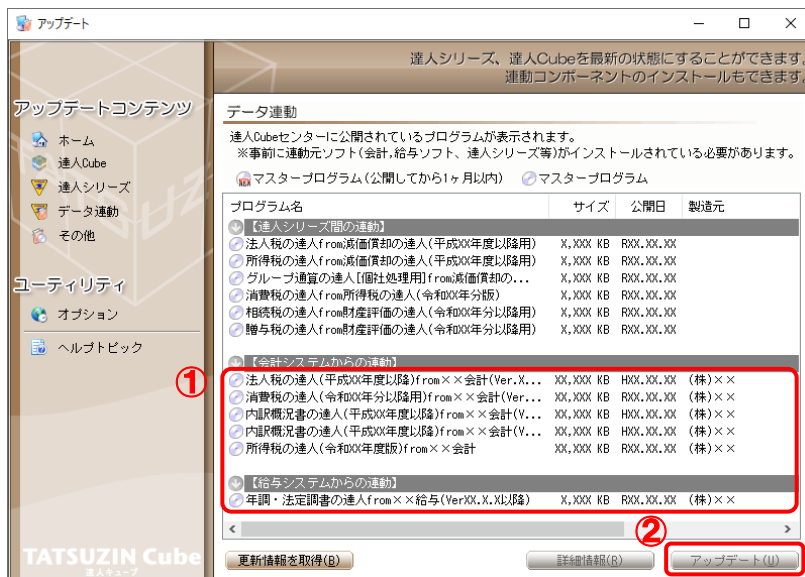 アップデート
達人シリーズ、達人Cubeを最新の状態にすることができます。
連動コンポーネントのインストールもできます。
アップデートコンテンツ
ホーム
達人Cube
達人シリーズ
データ連動
その他
ユーティリティ
オプション
ヘルプトピック
TATSUZIN Cube
達人キューブ
データ連動
達人Cubeセンターに公開されているプログラムが表示されます。
※事前に連動元ソフト(会計,給与ソフト、達人シリーズ等)がインストールされている必要があります。
マスタープログラム(公開してから1ヶ月以内) マスタープログラム
プログラム名 サイズ 公開日 製造元
【達人シリーズ間の連動】
法人税の達人from減価償却の達人(平成XX年度以降用) X,XXX KB RXX.XX.XX
所得税の達人from減価償却の達人(平成XX年度以降用) X,XXX KB RXX.XX.XX
グループ通算の達人[個社処理用]from減価償却の... X,XXX KB RXX.XX.XX
消費税の達人from所得税の達人(令和XX年分版) X,XXX KB RXX.XX.XX
相続税の達人from財産評価の達人(令和XX年分以降用) X,XXX KB RXX.XX.XX
贈与税の達人from財産評価の達人(令和XX年分以降用) X,XXX KB RXX.XX.XX
①
【会計システムからの連動】
法人税の達人(平成XX年度以降)from××会計(Ver.X... XX,XXX KB HXX.XX.XX (株)××
消費税の達人(令和XX年分以降用)from××会計(Ver... XX,XXX KB RXX.XX.XX (株)××
内訳概況書の達人(平成XX年度以降)from××会計(V... XX,XXX KB RXX.XX.XX (株)××
内訳概況書の達人(平成XX年度以降)from××会計(V... XX,XXX KB RXX.XX.XX (株)××
所得税の達人(令和XX年度版)from××会計 XX,XXX KB RXX.XX.XX (株)××
【給与システムからの連動】
年調・法定調書の達人from××給与(VerXX.X.X以降) X,XXX KB RXX.XX.XX (株)××
②
更新情報を取得(B) 詳細情報(R) アップデート(U)